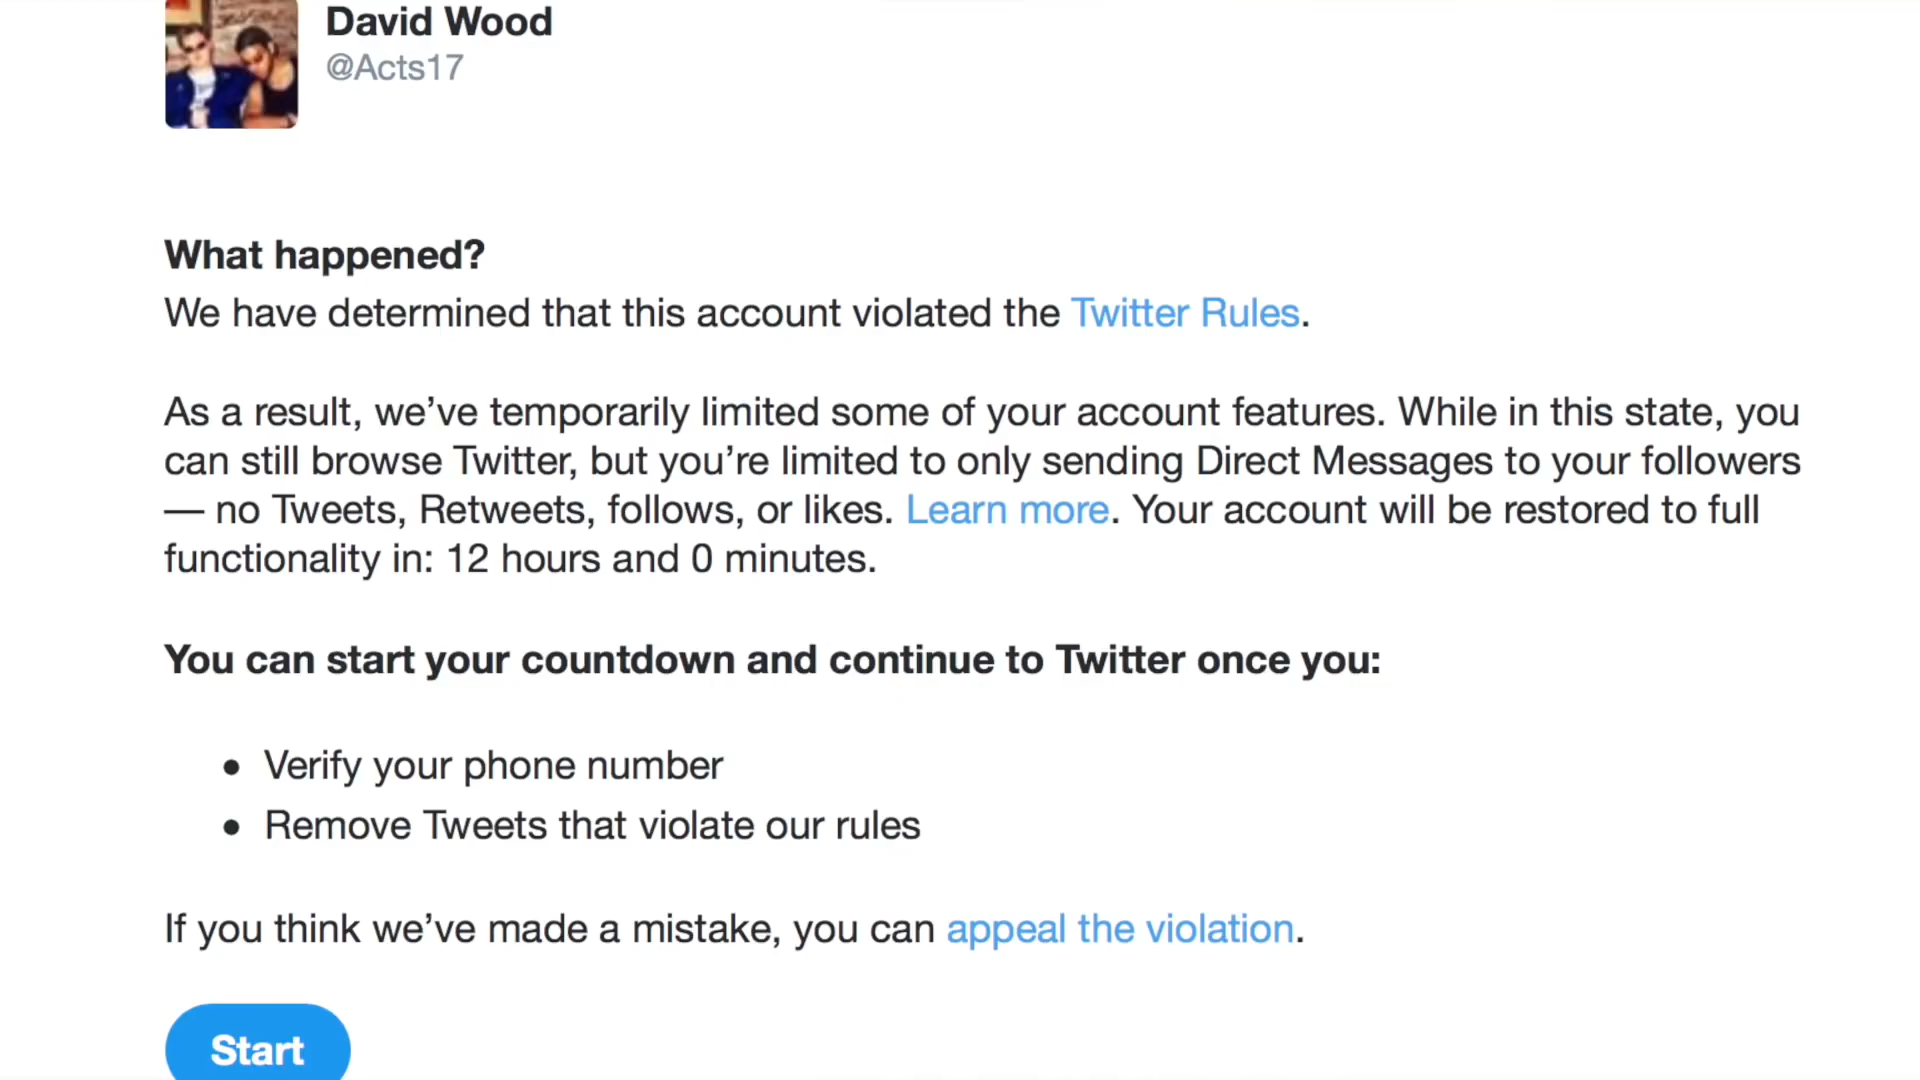 David Wood
@Acts17
What happened?
We have determined that this account violated the Twitter Rules.
As a result, we’ve temporarily limited some of your account features. While in this state, you
can still browse Twitter, but you’re limited to only sending Direct Messages to your followers
— no Tweets, Retweets, follows, or likes. Learn more. Your account will be restored to full
functionality in: 12 hours and 0 minutes.
You can start your countdown and continue to Twitter once you:
• Verify your phone number
• Remove Tweets that violate our rules
If you think we’ve made a mistake, you can appeal the violation.
Start